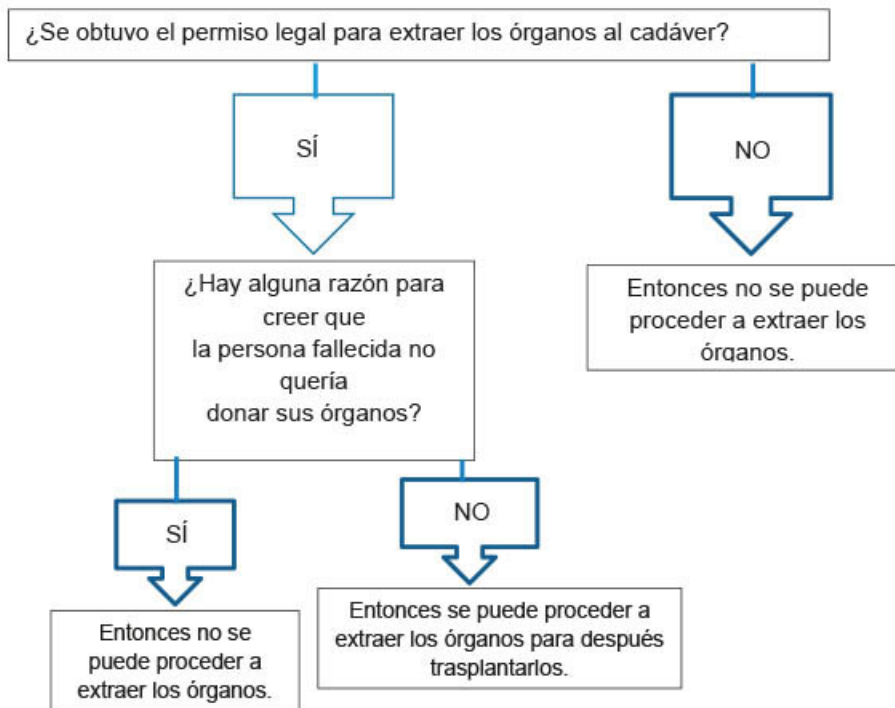 ¿Se obtuvo el permiso legal para extraer los órganos al cadáver?
SÍ
NO
¿Hay alguna razón para
creer que
la persona fallecida no
quería
donar sus órganos?
Entonces no se puede
proceder a extraer los
órganos.
SÍ
NO
Entonces no se
puede proceder a
extraer los órganos.
Entonces se puede proceder a
extraer los órganos para después
trasplantarlos.